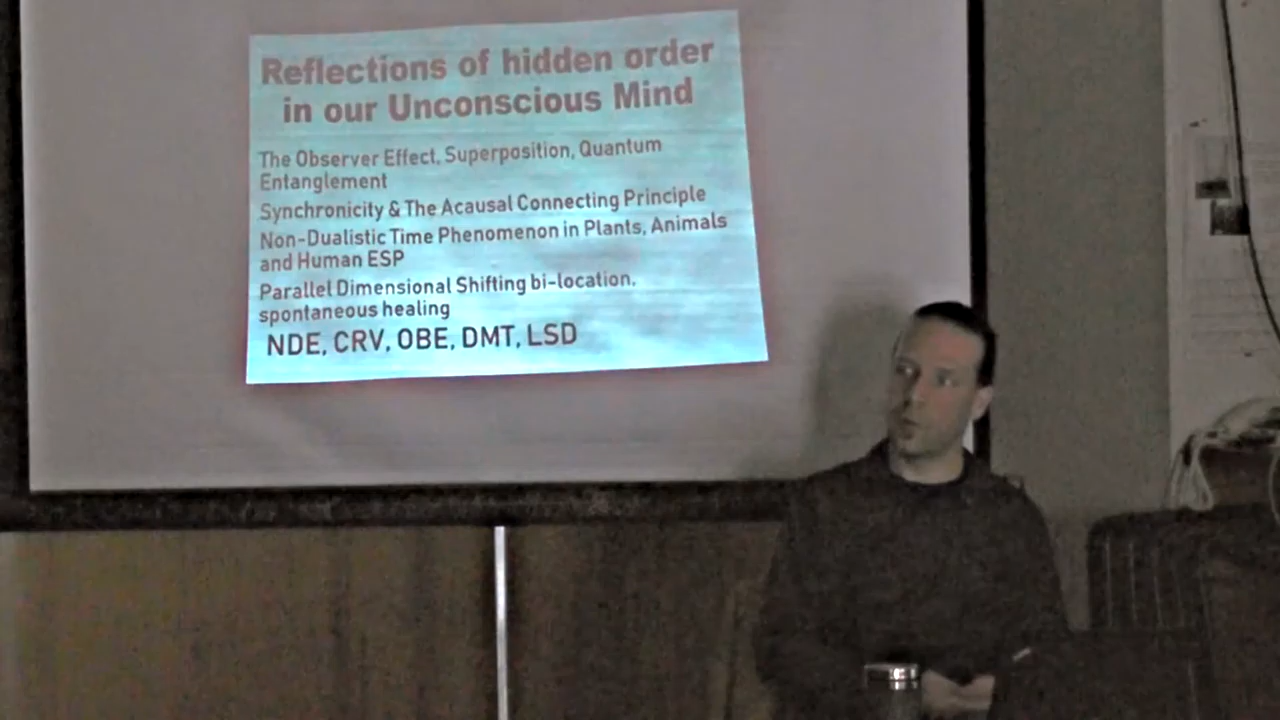 Reflections of hidden order
in our Unconscious Mind
The Observer Effect, Superposition, Quantum
Entanglement
Synchronicity & The Acausal Connecting Principle
Non-Dualistic Time Phenomenon in Plants, Animals
and Human ESP
Parallel Dimensional Shifting bi-location,
spontaneous healing
NDE, CRV, OBE, DMT, LSD